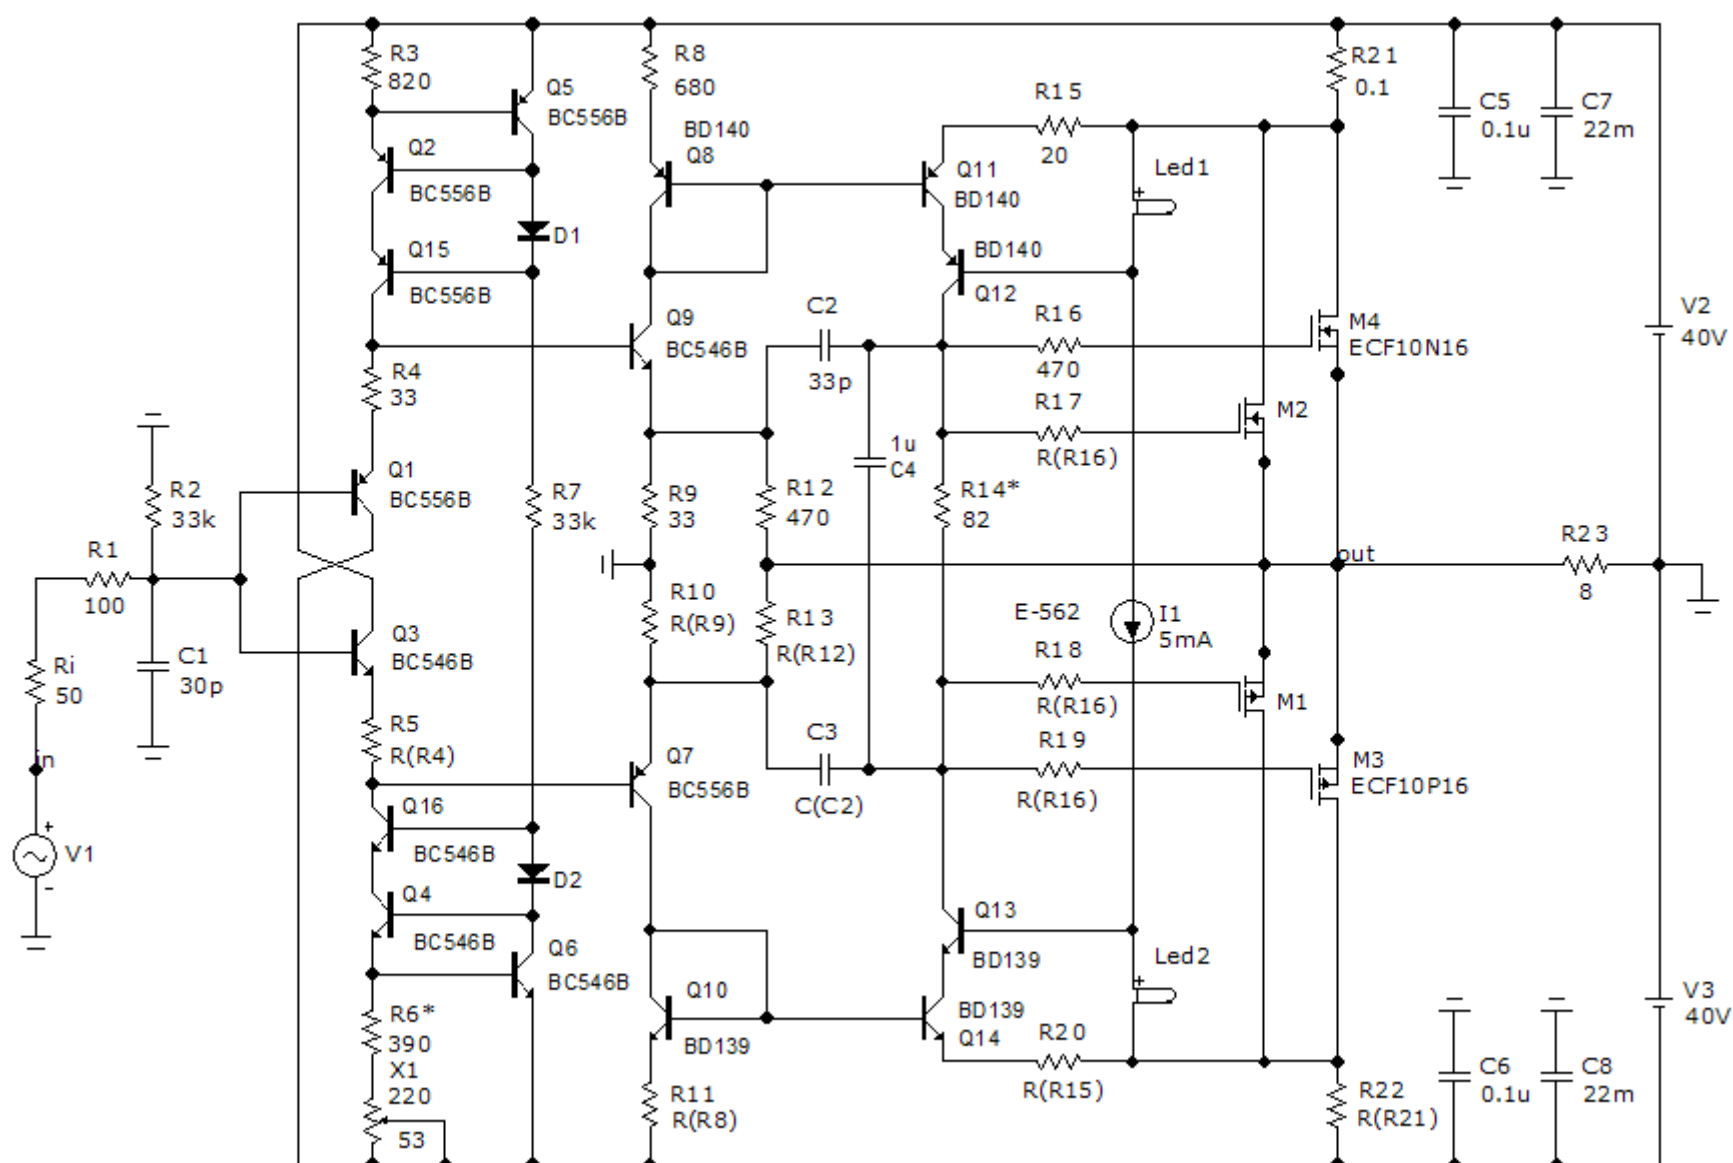 R3
820
Q5
BC556B
Q2
BC556B
D1
Q15
BC556B
R8
680
BD140
Q8
R15
20
Q11
BD140
Led1
R21
0.1
C5
0.1u
C7
22m
BD140
Q12
Q9
BC546B
C2
33p
R16
470
M4
ECF10N16
V2
40V
R4
33
R17
R(R16)
M2
1u
C4
Q1
BC556B
R2
33k
R7
33k
R9
33
R12
470
R14*
82
R1
100
out
R23
8
R10
R(R9)
R13
R(R12)
E-562
I1
5mA
Q3
BC546B
C1
30p
Ri
50
R18
R(R16)
M1
R5
R(R4)
in
Q7
BC556B
C3
C(C2)
R19
R(R16)
M3
ECF10P16
Q16
BC546B
V1
D2
Q4
BC546B
Q6
BC546B
Q13
BD139
Led2
R6*
390
X1
220
53
Q10
BD139
BD139
Q14
R20
R(R15)
R11
R(R8)
R22
R(R21)
C6
0.1u
C8
22m
V3
40V